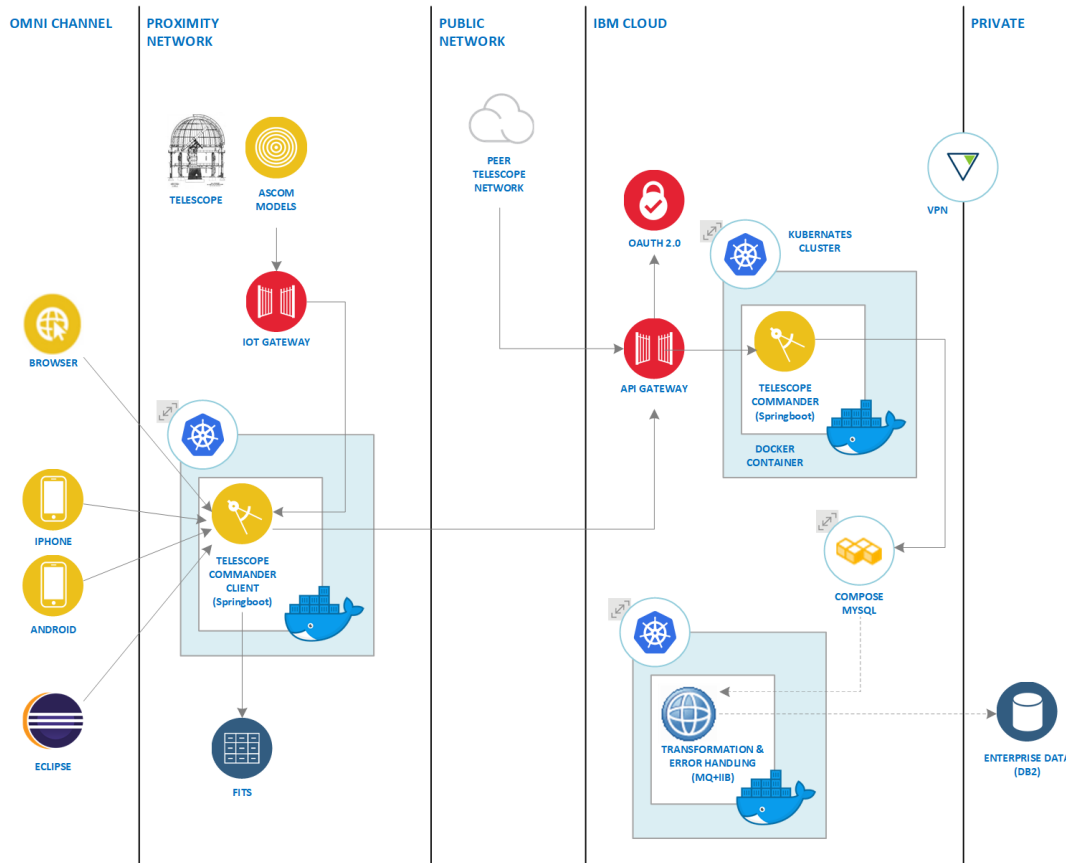 OMNI CHANNEL
PROXIMITY
NETWORK
PUBLIC
NETWORK
IBM CLOUD
PRIVATE
TELESCOPE
ASCOM
MODELS
PEER
TELESCOPE
NETWORK
VPN
OAUTH 2.0
KUBERNATES
CLUSTER
IOT GATEWAY
BROWSER
API GATEWAY
TELESCOPE
COMMANDER
(Springboot)
DOCKER
CONTAINER
IPHONE
TELESCOPE
COMMANDER
CLIENT
(Springboot)
ANDROID
COMPOSE
MYSQL
ECLIPSE
FITS
TRANSFORMATION &
ERROR HANDLING
(MQ+IIB)
ENTERPRISE DATA
(DB2)